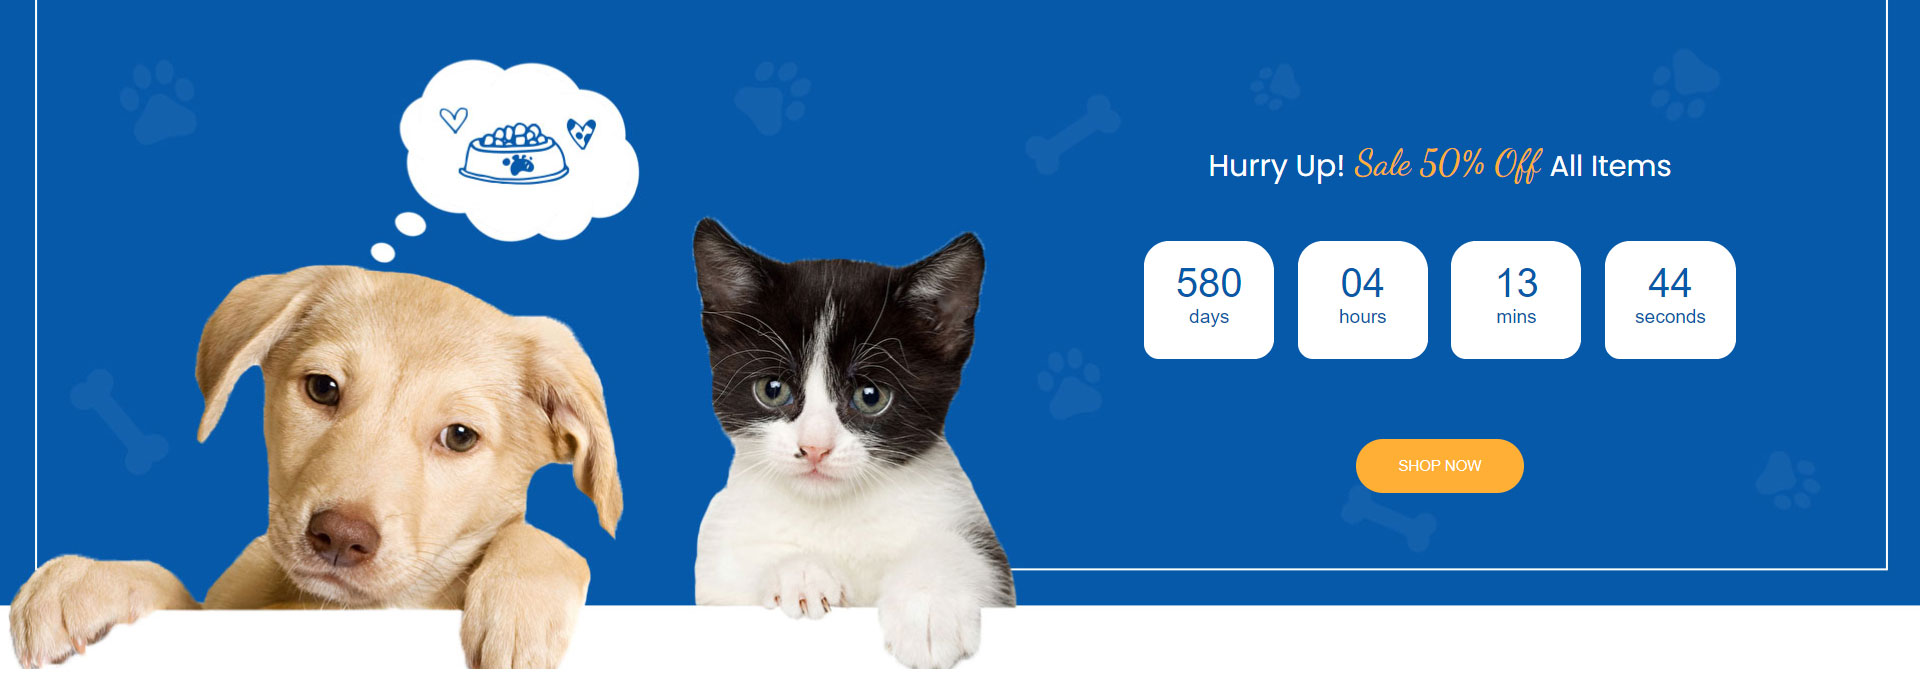 Hurry Up! Sale 50% Off All Items
580 04 13 44
days hours mins seconds
SHOP NOW